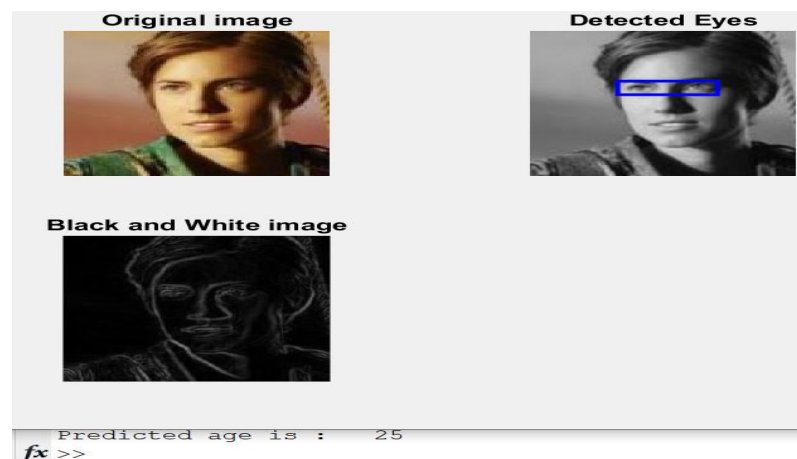 Original image
Detected Eyes
Black and White image
Predicted age is : 25
fx >>